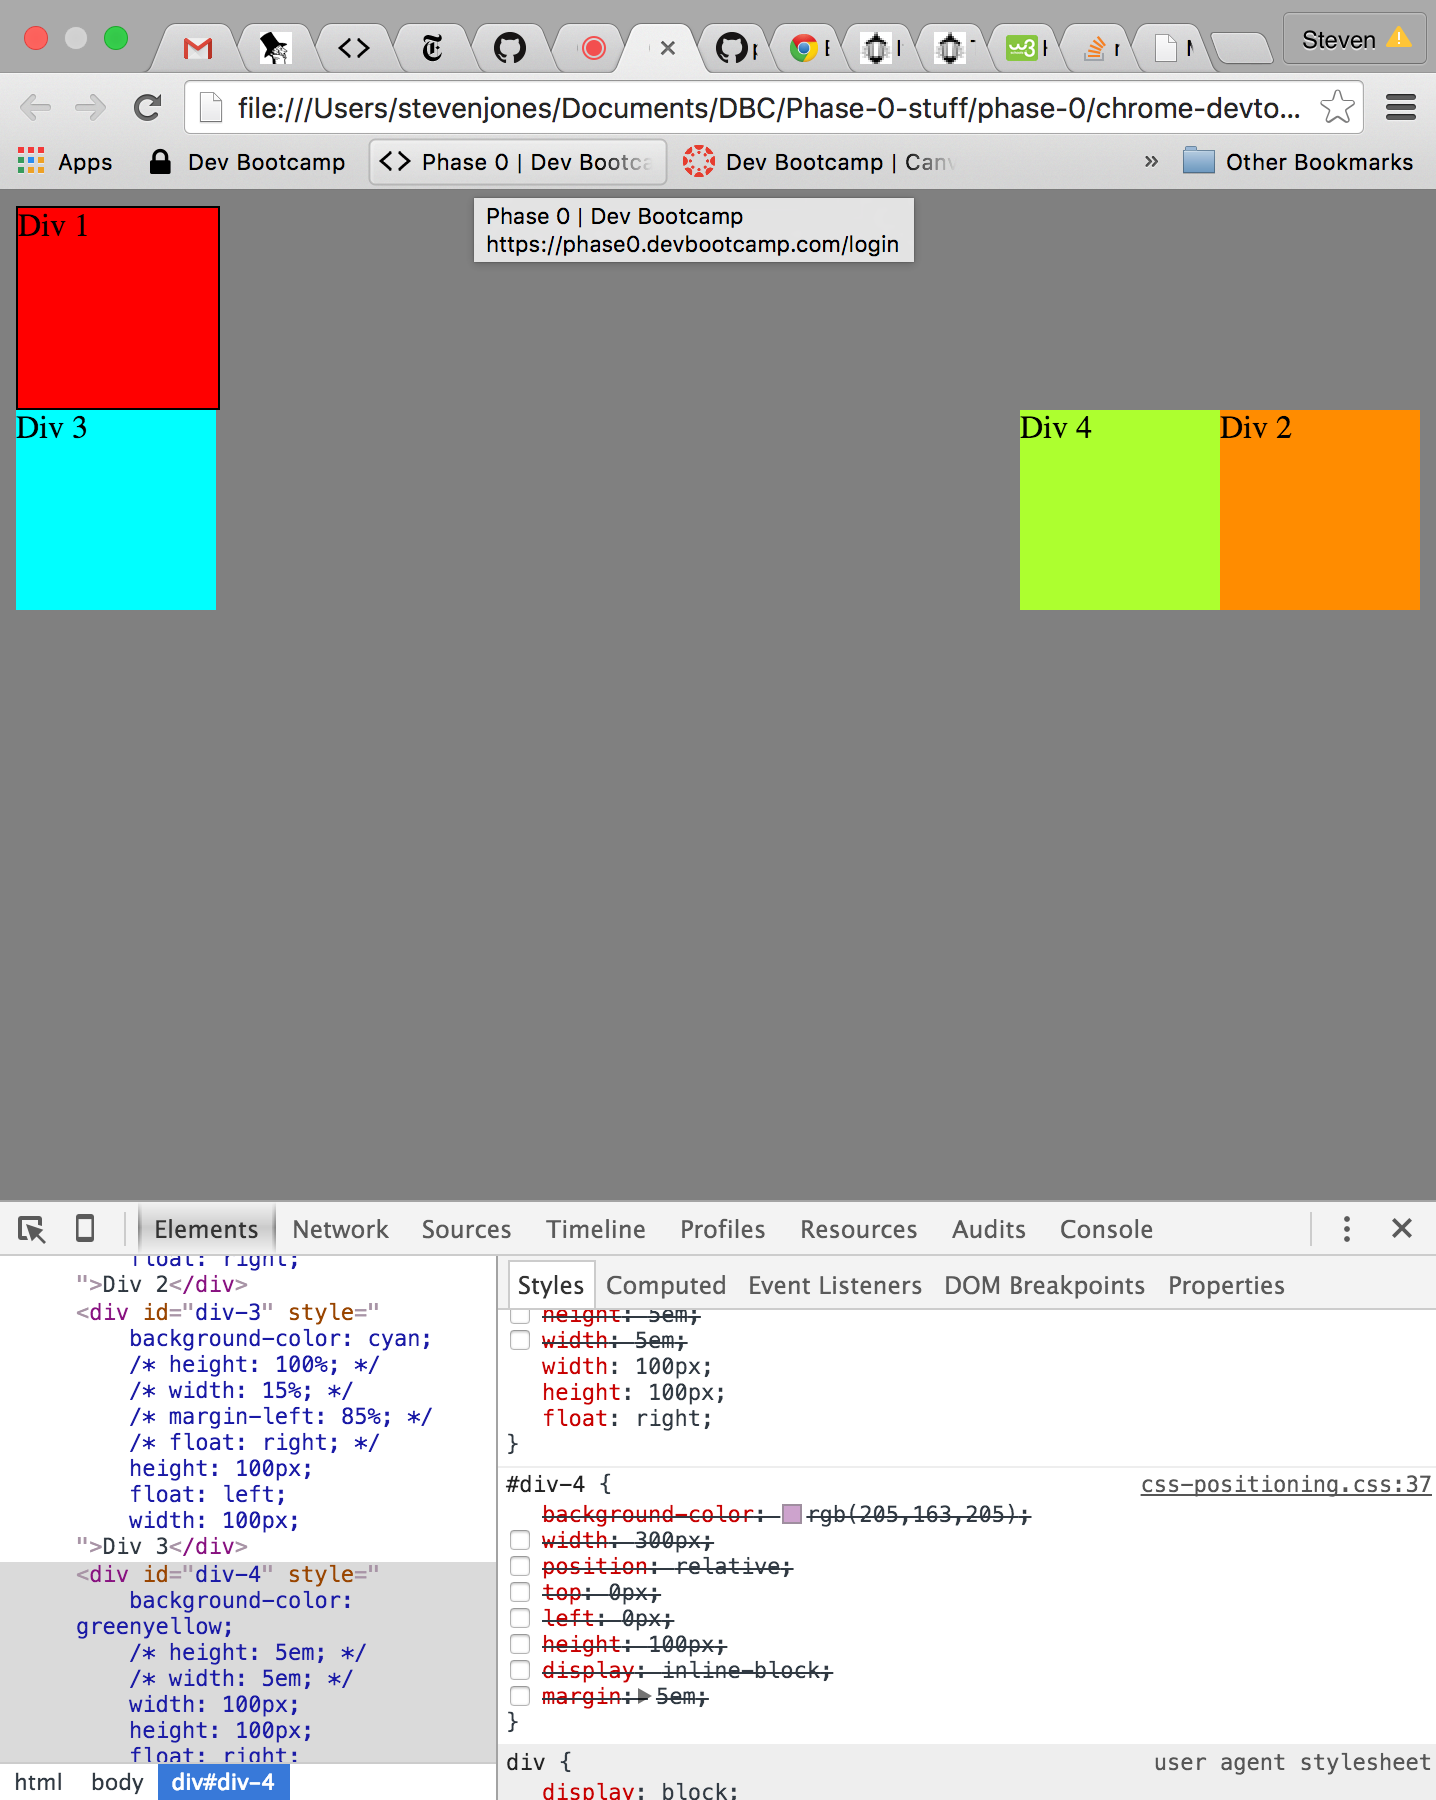 Steven
file:///Users/stevenjones/Documents/DBC/Phase-0-stuff/phase-0/chrome-devto...
Apps Dev Bootcamp <> Phase 0 | Dev Bootca Dev Bootcamp | Canv » Other Bookmarks
Phase 0 | Dev Bootcamp
https://phase0.devbootcamp.com/login
Div 1
Div 3 Div 4 Div 2
Elements Network Sources Timeline Profiles Resources Audits Console
float: right;
">Div 2</div>
<div id="div-3" style="
background-color: cyan;
/* height: 100%; */
/* width: 15%; */
/* margin-left: 85%; */
/* float: right; */
height: 100px;
float: left;
width: 100px;
">Div 3</div>
<div id="div-4" style="
background-color:
greenyellow;
/* height: 5em; */
/* width: 5em; */
width: 100px;
height: 100px;
float: right;
html body div#div-4
Styles Computed Event Listeners DOM Breakpoints Properties
height: 5em;
width: 5em;
width: 100px;
height: 100px;
float: right;
}
#div-4 { css-positioning.css:37
background-color: rgb(205,163,205);
width: 300px;
position: relative;
top: 0px;
left: 0px;
height: 100px;
display: inline-block;
margin: 5em;
}
div { user agent stylesheet
display: block;